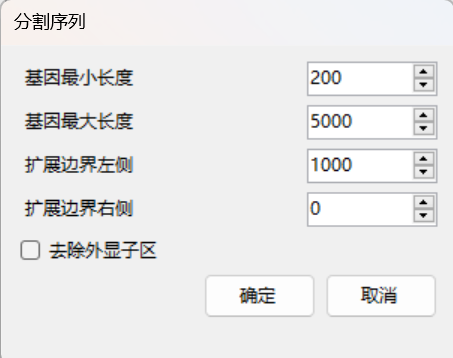 分割序列
基因最小长度 200
基因最大长度 5000
扩展边界左侧 1000
扩展边界右侧 0
去除外显子区
确定 取消